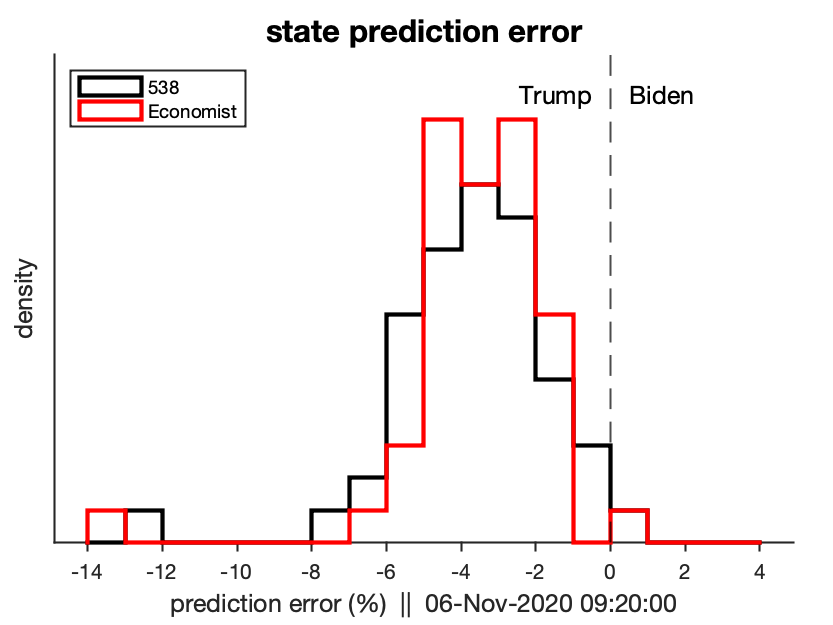 state prediction error
538
Economist
Trump
Biden
density
-14 -12 -10 -8 -6 -4 -2 0 2 4
prediction error (%) || 06-Nov-2020 09:20:00